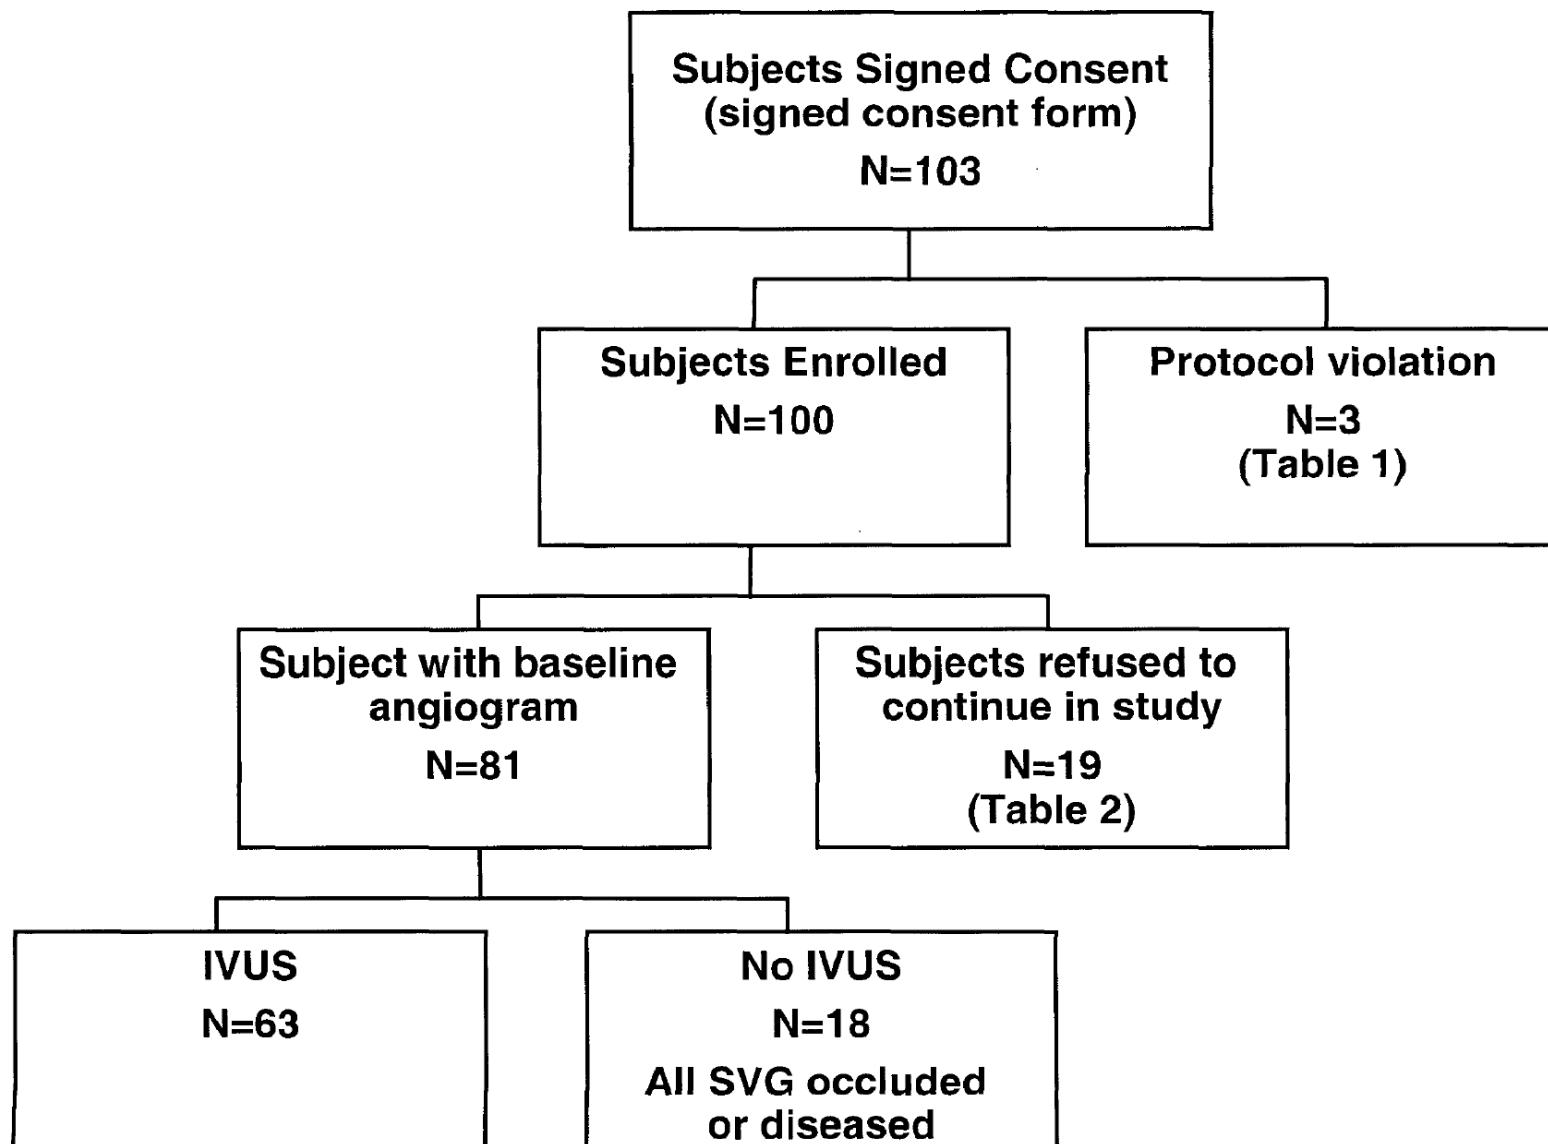 Subjects Signed Consent
(signed consent form)
N=103
Subjects Enrolled
N=100
Protocol violation
N=3
(Table 1)
Subject with baseline
angiogram
N=81
Subjects refused to
continue in study
N=19
(Table 2)
IVUS
N=63
No IVUS
N=18
All SVG occluded
or diseased